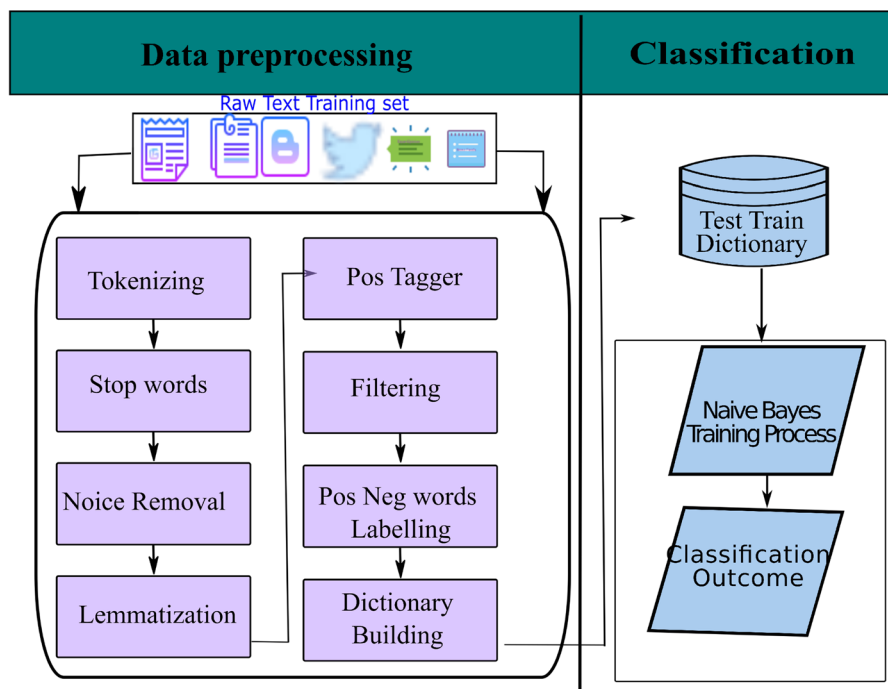 Data preprocessing
Classification
Raw Text Training set
Tokenizing
Stop words
Noice Removal
Lemmatization
Pos Tagger
Filtering
Pos Neg words
Labelling
Dictionary
Building
Test Train
Dictionary
Naive Bayes
Training Process
Classification
Outcome